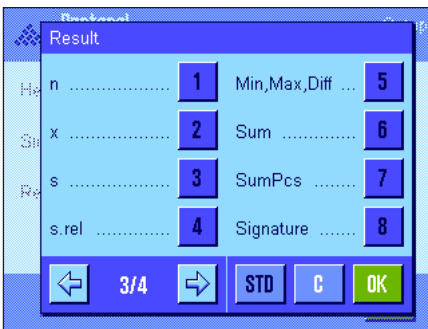 Protokol
Result
n .................. 1
x .................. 2
s .................. 3
s.rel .............. 4
Min,Max,Diff ... 5
Sum ............. 6
SumPcs ....... 7
Signature ...... 8
3/4
STD
C
OK